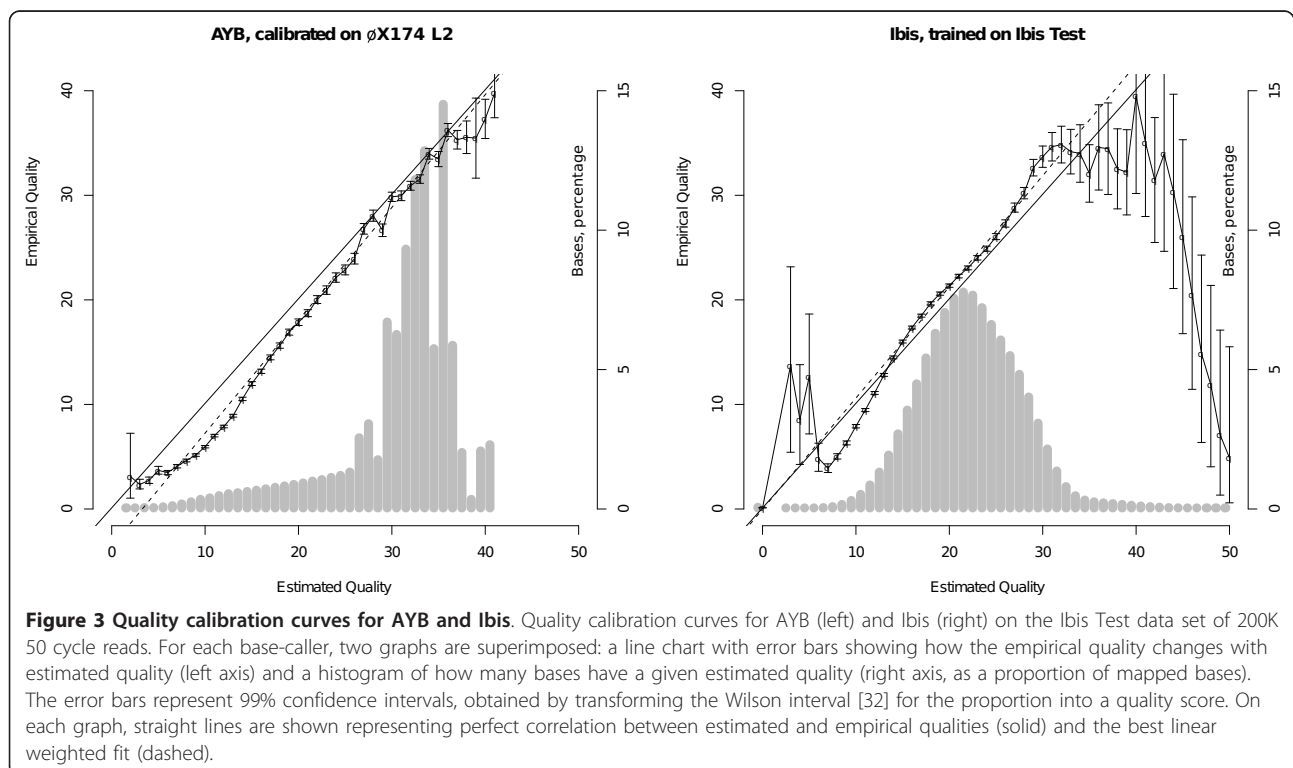 AYB, calibrated on øX174 L2
40
30
20
10
0
Empirical Quality
15
10
5
0
Bases, percentage
0 10 20 30 40 50
Estimated Quality
Ibis, trained on Ibis Test
40
30
20
10
0
Empirical Quality
15
10
5
0
Bases, percentage
0 10 20 30 40 50
Estimated Quality
Figure 3 Quality calibration curves for AYB and Ibis. Quality calibration curves for AYB (left) and Ibis (right) on the Ibis Test data set of 200K
50 cycle reads. For each base-caller, two graphs are superimposed: a line chart with error bars showing how the empirical quality changes with
estimated quality (left axis) and a histogram of how many bases have a given estimated quality (right axis, as a proportion of mapped bases).
The error bars represent 99% confidence intervals, obtained by transforming the Wilson interval [32] for the proportion into a quality score. On
each graph, straight lines are shown representing perfect correlation between estimated and empirical qualities (solid) and the best linear
weighted fit (dashed).